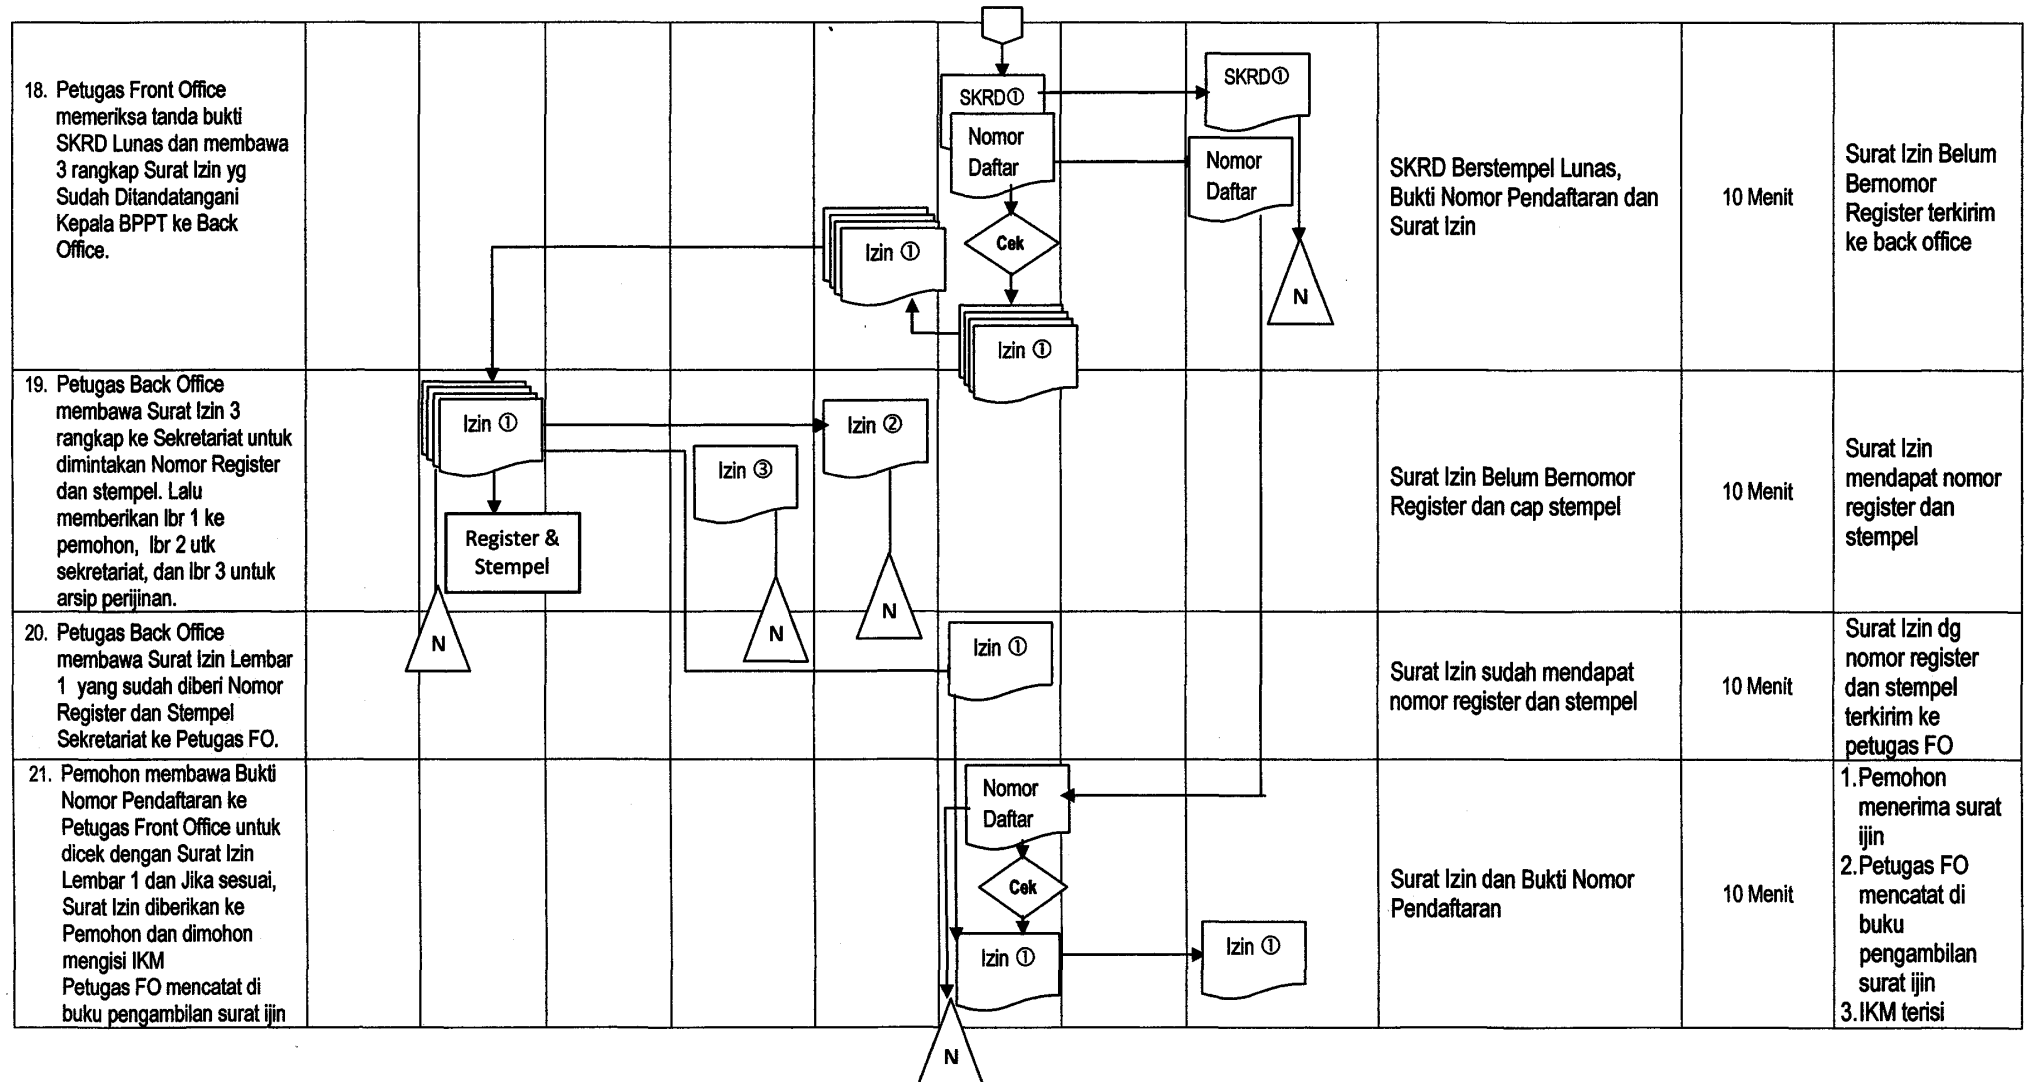 18. Petugas Front Office
memeriksa tanda bukti
SKRD Lunas dan membawa
3 rangkap Surat Izin yg
Sudah Ditandatangani
Kepala BPPT ke Back
Office.
SKRD①
Nomor
Daftar
Cek
Izin ①
Izin ①
SKRD①
Nomor
Daftar
N
SKRD Berstempel Lunas,
Bukti Nomor Pendaftaran dan
Surat Izin
10 Menit
Surat Izin Belum
Bernomor
Register terkirim
ke back office
19. Petugas Back Office
membawa Surat Izin 3
rangkap ke Sekretariat untuk
dimintakan Nomor Register
dan stempel. Lalu
memberikan lbr 1 ke
pemohon, lbr 2 utk
sekretariat, dan lbr 3 untuk
arsip perijinan.
Izin ①
Register &
Stempel
N
Izin ③
N
Izin ②
N
Surat Izin Belum Bernomor
Register dan cap stempel
10 Menit
Surat Izin
mendapat nomor
register dan
stempel
20. Petugas Back Office
membawa Surat Izin Lembar
1 yang sudah diberi Nomor
Register dan Stempel
Sekretariat ke Petugas FO.
Izin ①
Surat Izin sudah mendapat
nomor register dan stempel
10 Menit
Surat Izin dg
nomor register
dan stempel
terkirim ke
petugas FO
21. Pemohon membawa Bukti
Nomor Pendaftaran ke
Petugas Front Office untuk
dicek dengan Surat Izin
Lembar 1 dan Jika sesuai,
Surat Izin diberikan ke
Pemohon dan dimohon
mengisi IKM
Petugas FO mencatat di
buku pengambilan surat ijin
Nomor
Daftar
Cek
Izin ①
N
Izin ①
Surat Izin dan Bukti Nomor
Pendaftaran
10 Menit
1.Pemohon
menerima surat
ijin
2.Petugas FO
mencatat di
buku
pengambilan
surat ijin
3.IKM terisi